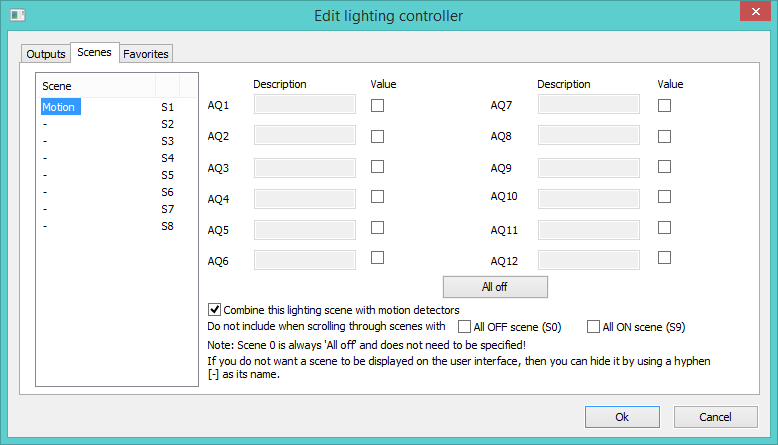 Edit lighting controller
Outputs Scenes Favorites
Scene
Motion S1
- S2
- S3
- S4
- S5
- S6
- S7
- S8
Description Value Description Value
AQ1 AQ7
AQ2 AQ8
AQ3 AQ9
AQ4 AQ10
AQ5 AQ11
AQ6 AQ12
All off
Combine this lighting scene with motion detectors
Do not include when scrolling through scenes with All OFF scene (S0) All ON scene (S9)
Note: Scene 0 is always 'All off' and does not need to be specified!
If you do not want a scene to be displayed on the user interface, then you can hide it by using a hyphen
[-] as its name.
Ok Cancel